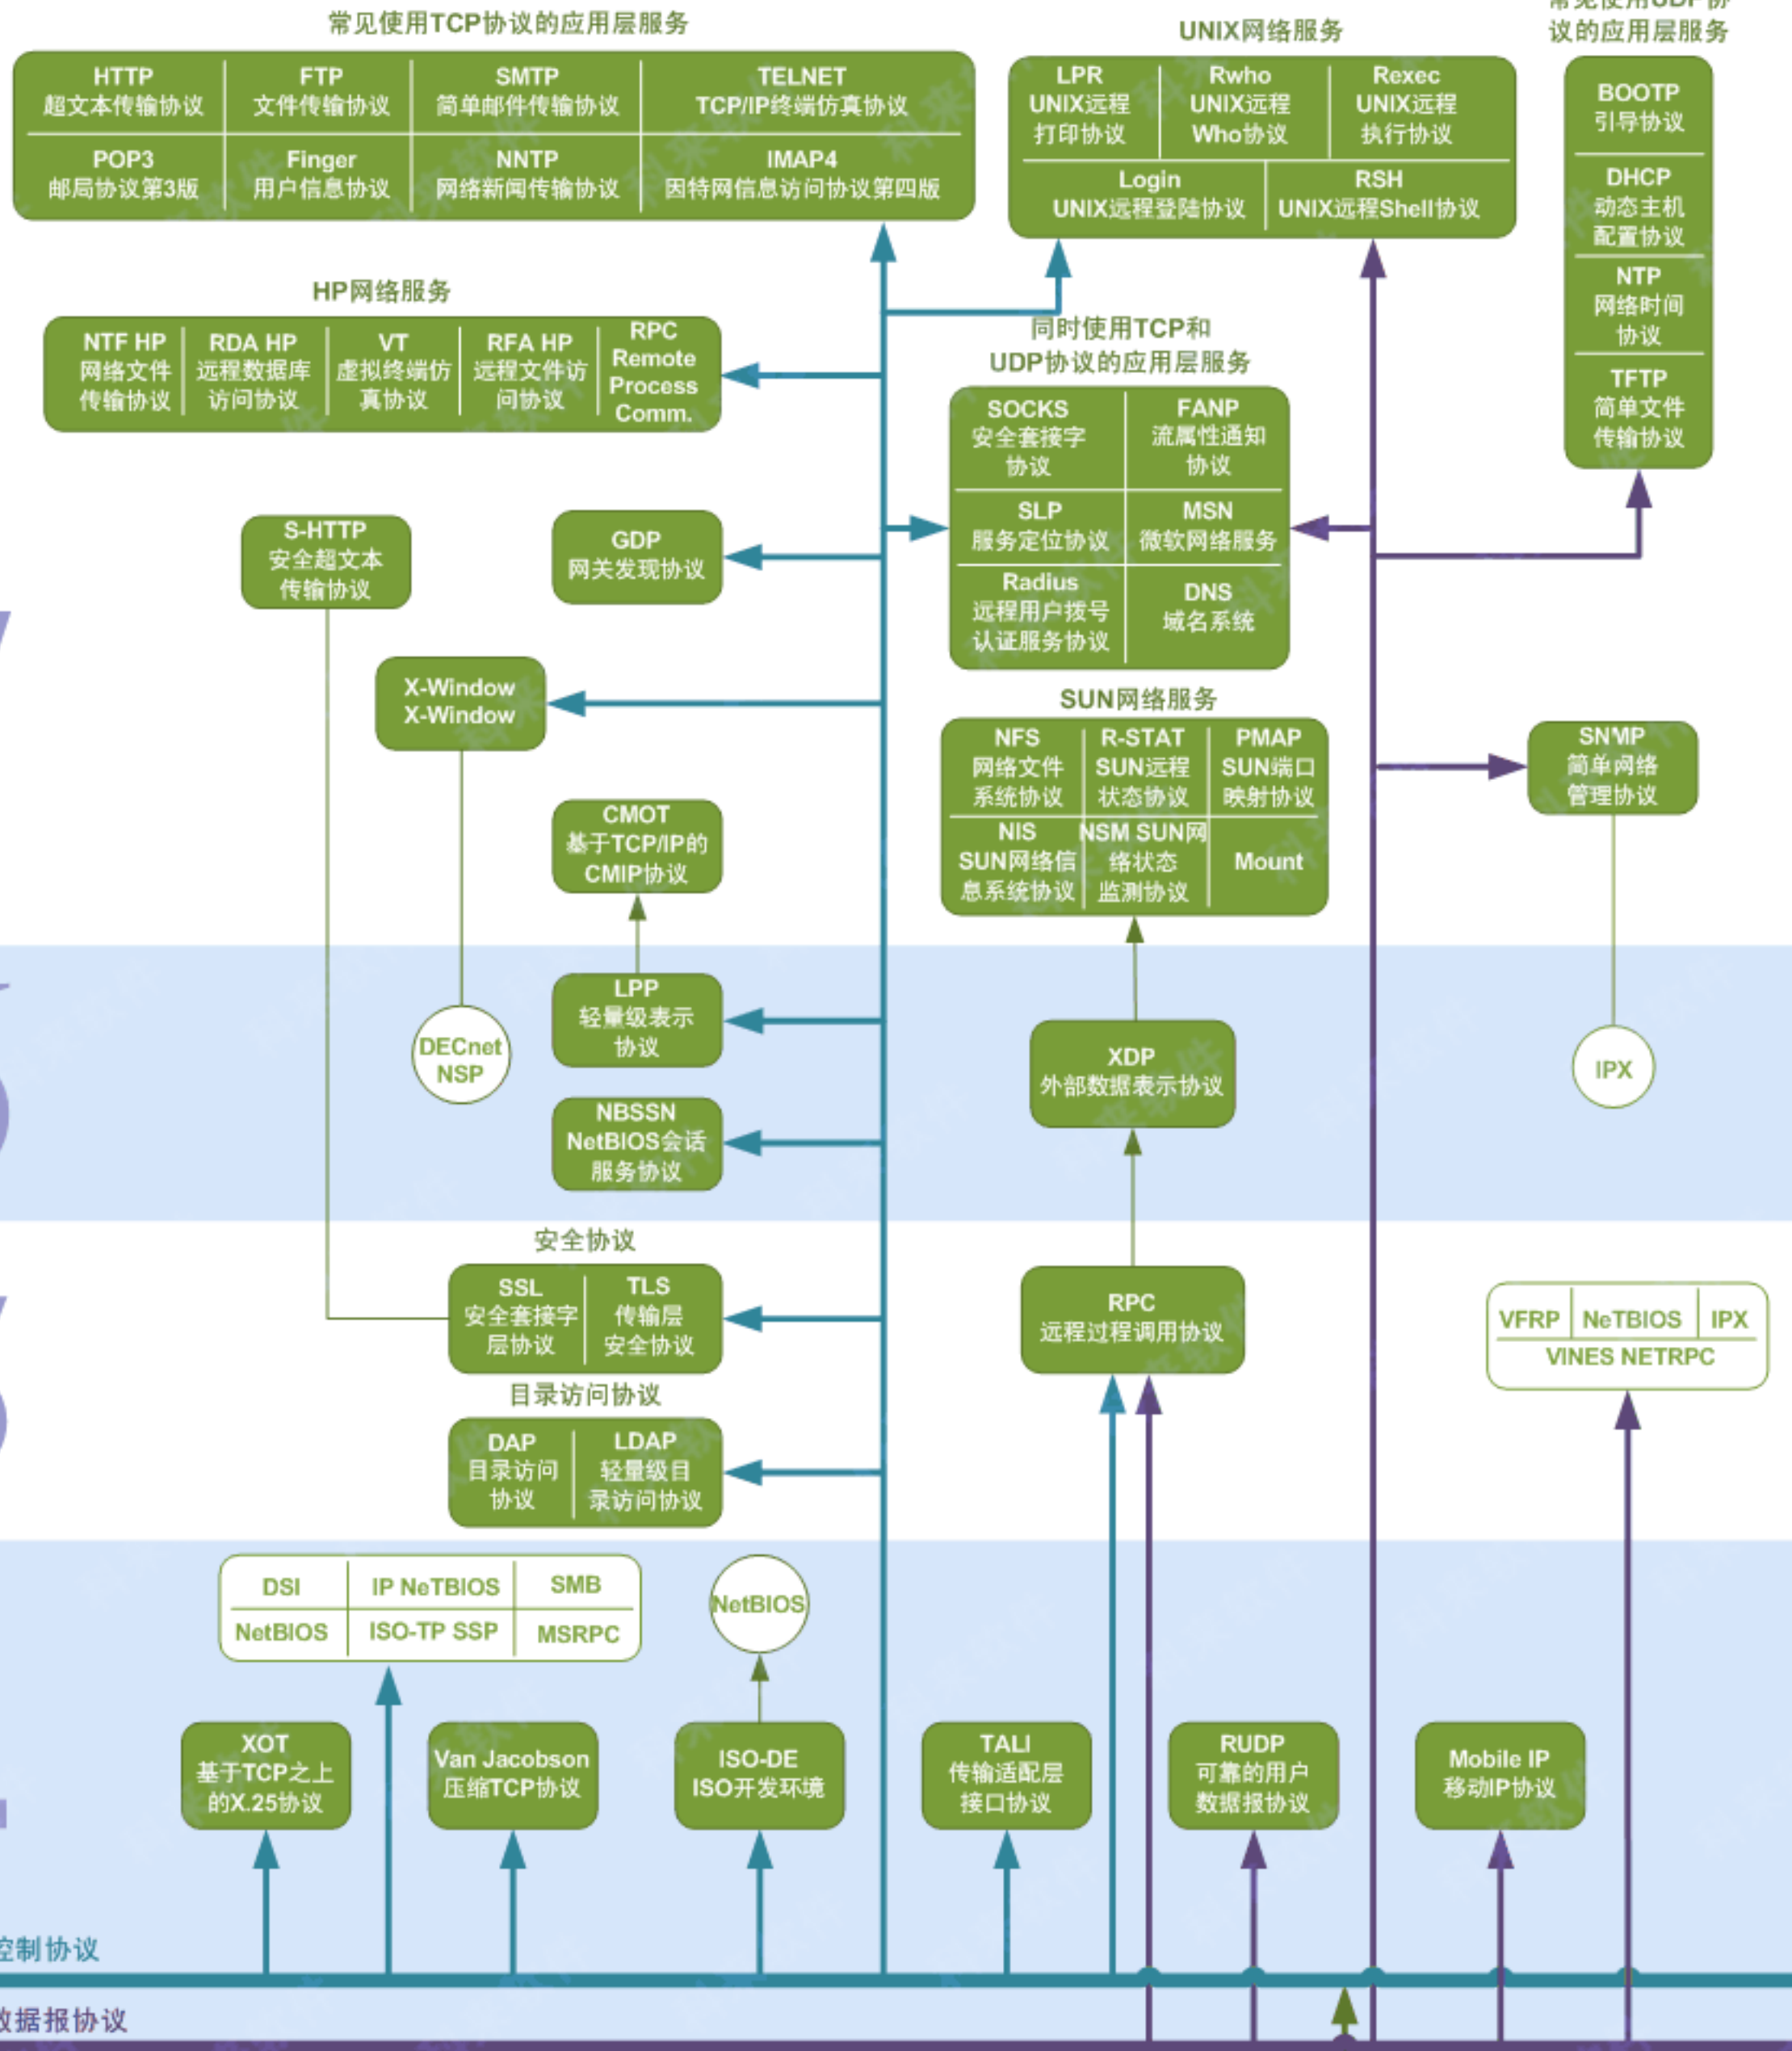 常见使用TCP协议的应用层服务
HTTP
超文本传输协议
FTP
文件传输协议
SMTP
简单邮件传输协议
TELNET
TCP/IP终端仿真协议
POP3
邮局协议第3版
Finger
用户信息协议
NNTP
网络新闻传输协议
IMAP4
因特网信息访问协议第四版
UNIX网络服务
LPR
UNIX远程
打印协议
Rwho
UNIX远程
Who协议
Rexec
UNIX远程
执行协议
Login
UNIX远程登陆协议
RSH
UNIX远程Shell协议
常见使用UDP协
议的应用层服务
BOOTP
引导协议
DHCP
动态主机
配置协议
NTP
网络时间
协议
TFTP
简单文件
传输协议
HP网络服务
NTF HP
网络文件
传输协议
RDA HP
远程数据库
访问协议
VT
虚拟终端仿
真协议
RFA HP
远程文件访
问协议
RPC
Remote
Process
Comm.
同时使用TCP和
UDP协议的应用层服务
SOCKS
安全套接字
协议
FANP
流属性通知
协议
SLP
服务定位协议
MSN
微软网络服务
Radius
远程用户拨号
认证服务协议
DNS
域名系统
S-HTTP
安全超文本
传输协议
GDP
网关发现协议
X-Window
X-Window
SUN网络服务
NFS
网络文件
系统协议
R-STAT
SUN远程
状态协议
PMAP
SUN端口
映射协议
NIS
SUN网络信
息系统协议
NSM SUN网
络状态
监测协议
Mount
SNMP
简单网络
管理协议
CMOT
基于TCP/IP的
CMIP协议
LPP
轻量级表示
协议
DECnet
NSP
XDP
外部数据表示协议
IPX
NBSSN
NetBIOS会话
服务协议
安全协议
SSL
安全套接字
层协议
TLS
传输层
安全协议
RPC
远程过程调用协议
VFRP
NeTBIOS
IPX
VINES NETRPC
目录访问协议
DAP
目录访问
协议
LDAP
轻量级目
录访问协议
DSI
IP NeTBIOS
SMB
NetBIOS
ISO-TP SSP
MSRPC
NetBIOS
XOT
基于TCP之上
的X.25协议
Van Jacobson
压缩TCP协议
ISO-DE
ISO开发环境
TALI
传输适配层
接口协议
RUDP
可靠的用户
数据报协议
Mobile IP
移动IP协议
控制协议
数据报协议